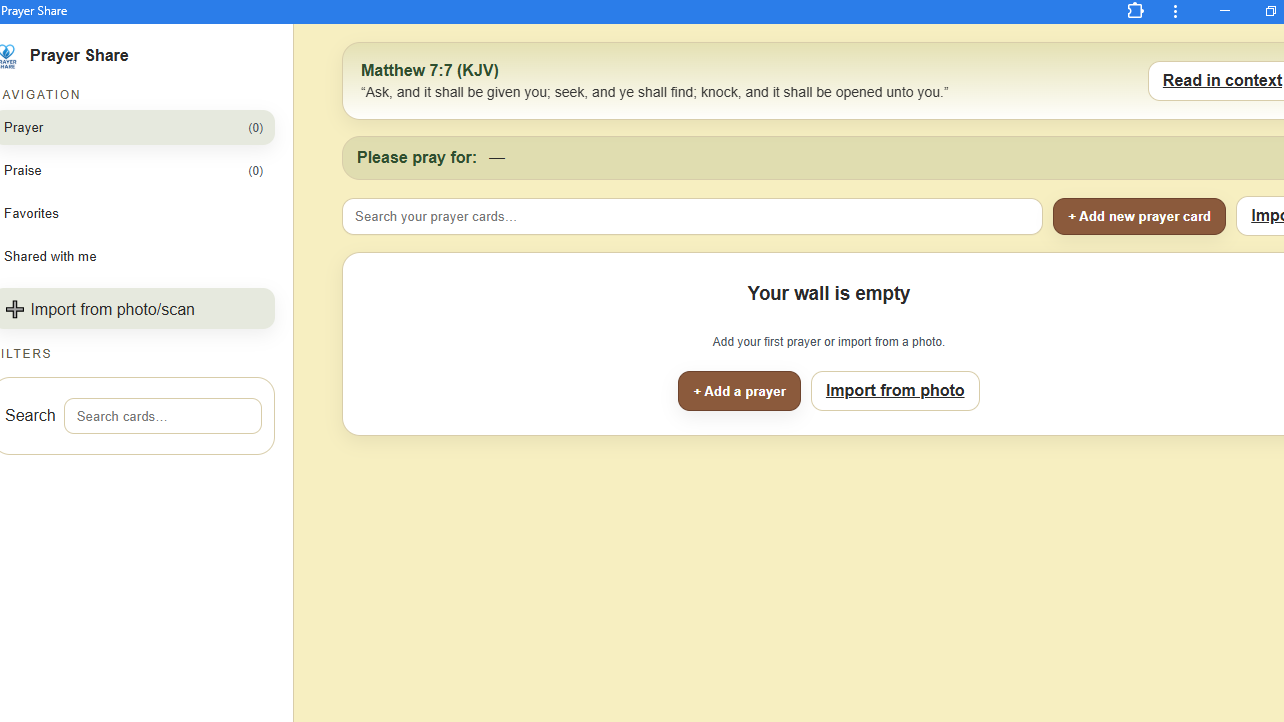 Prayer Share
Prayer Share
AVIGATION
Prayer (0)
Praise (0)
Favorites
Shared with me
Import from photo/scan
ILTERS
Search Search cards…
Matthew 7:7 (KJV)
“Ask, and it shall be given you; seek, and ye shall find; knock, and it shall be opened unto you.”
Read in context
Please pray for: —
Search your prayer cards…
+ Add new prayer card
Impo
Your wall is empty
Add your first prayer or import from a photo.
+ Add a prayer
Import from photo